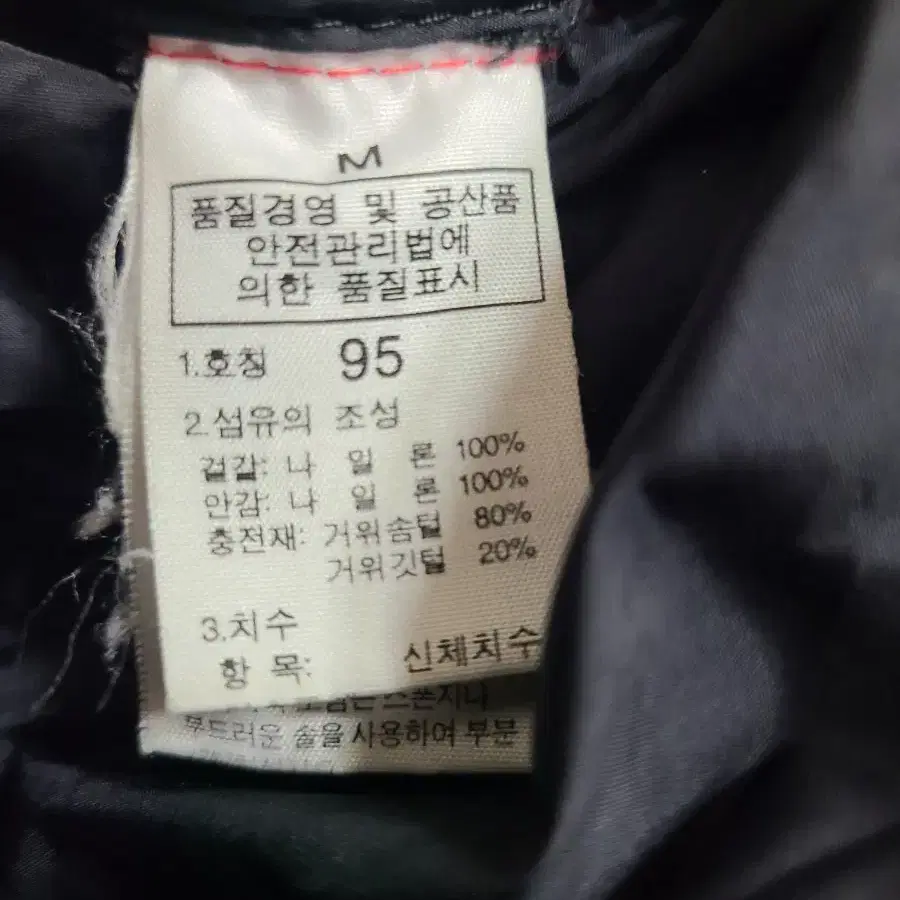 M
품질경영 및 공산품
안전관리법에
의한 품질표시
1.호칭 95
2.섬유의 조성
겉감: 나 일 론 100%
안감: 나 일 론 100%
충전재: 거위솜털 80%
거위깃털 20%
3.치수
항 목: 신체치수
스폰지나
부드러운 솔을 사용하여 부분